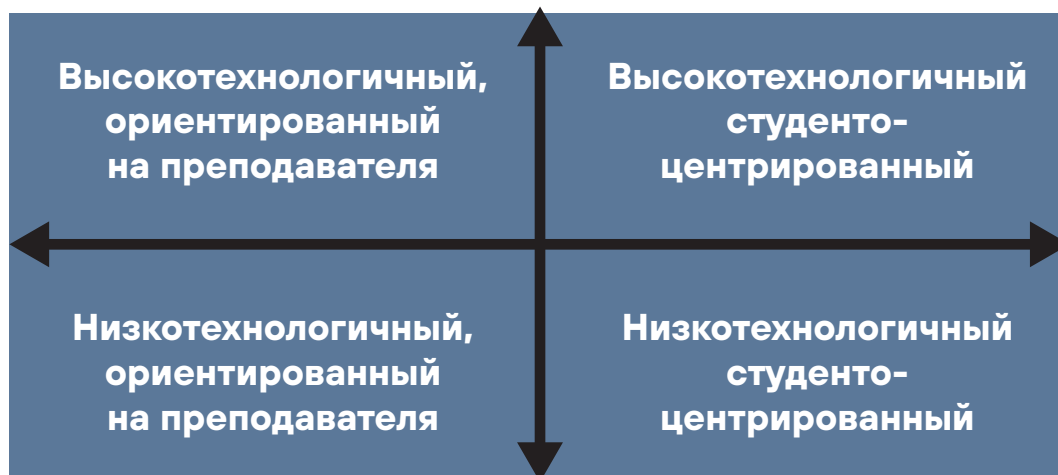 Высокотехнологичный,
ориентированный
на преподавателя
Высокотехнологичный
студенто-
центрированный
Низкотехнологичный,
ориентированный
на преподавателя
Низкотехнологичный
студенто-
центрированный